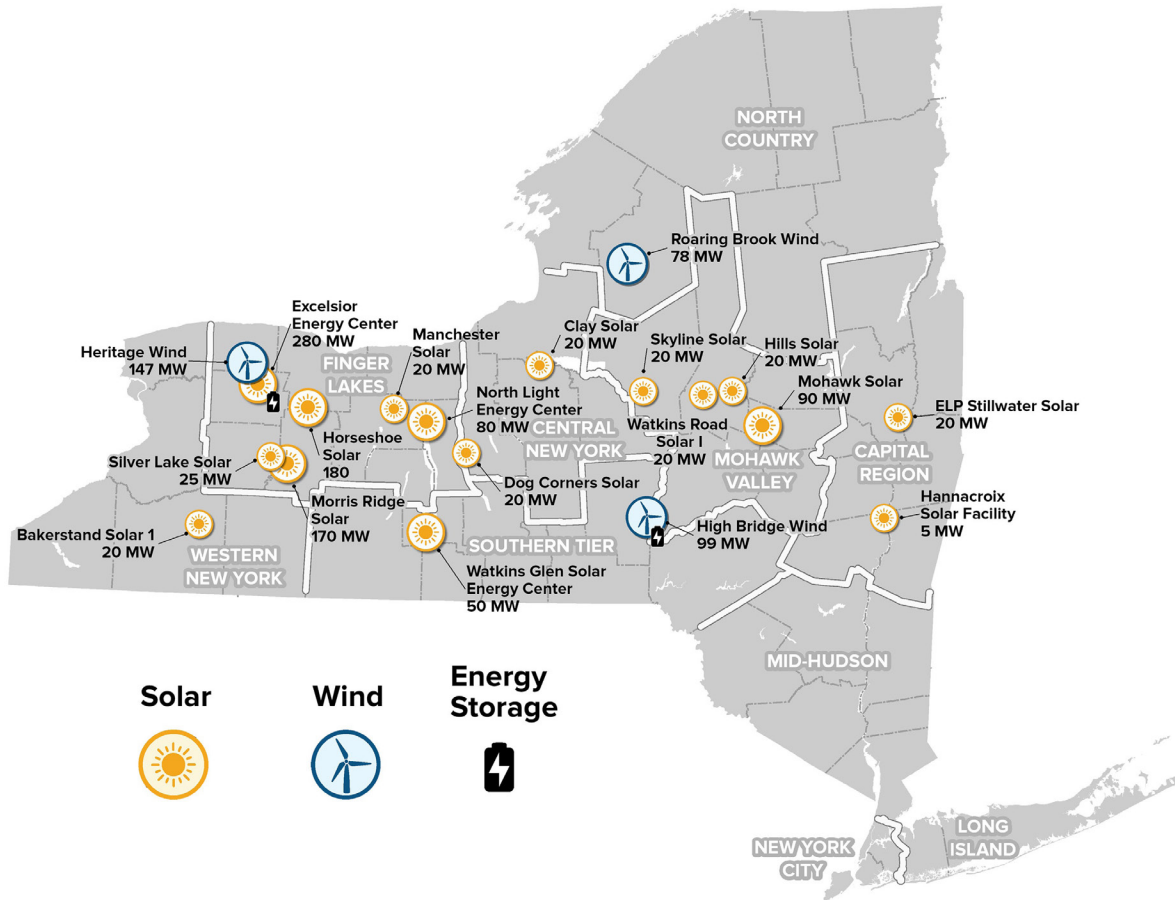 NORTH
COUNTRY
Roaring Brook Wind
78 MW
Excelsior
Energy Center
280 MW
Heritage Wind
147 MW
FINGER
LAKES
Manchester
Solar
20 MW
Clay Solar
20 MW
Skyline Solar
20 MW
Hills Solar
20 MW
Mohawk Solar
90 MW
North Light
Energy Center
80 MW
CENTRAL
NEW YORK
Watkins Road
Solar I
20 MW
MOHAWK
VALLEY
ELP Stillwater Solar
20 MW
CAPITAL
REGION
Horseshoe
Solar
180
Silver Lake Solar
25 MW
Dog Corners Solar
20 MW
Morris Ridge
Solar
170 MW
Hannacroix
Solar Facility
5 MW
High Bridge Wind
99 MW
Bakerstand Solar 1
20 MW
WESTERN
NEW YORK
SOUTHERN TIER
Watkins Glen Solar
Energy Center
50 MW
MID-HUDSON
Solar
Wind
Energy
Storage
NEW YORK
CITY
LONG
ISLAND